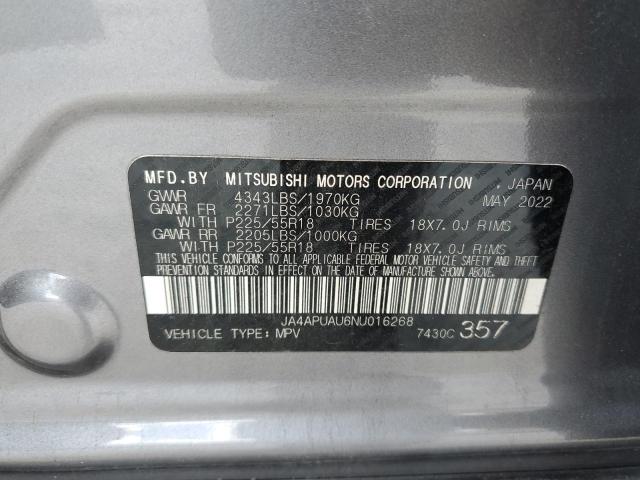 MFD.BY MITSUBISHI MOTORS CORPORATION . JAPAN
GVWR 4343LBS/1970KG MAY 2022
GAWR FR 2271LBS/1030KG
WITH P225/55R18 TIRES 18X7.0J RIMS
GAWR RR 2205LBS/1000KG
WITH P225/55R18 TIRES 18X7.0J RIMS
THIS VEHICLE CONFORMS TO ALL APPLICABLE FEDERAL MOTOR VEHICLE SAFETY AND THEFT
PREVENTION STANDARDS IN EFFECT ON THE DATE OF MANUFACTURE SHOWN ABOVE.
JA4APUAU6NU016268
VEHICLE TYPE: MPV 7430C 357